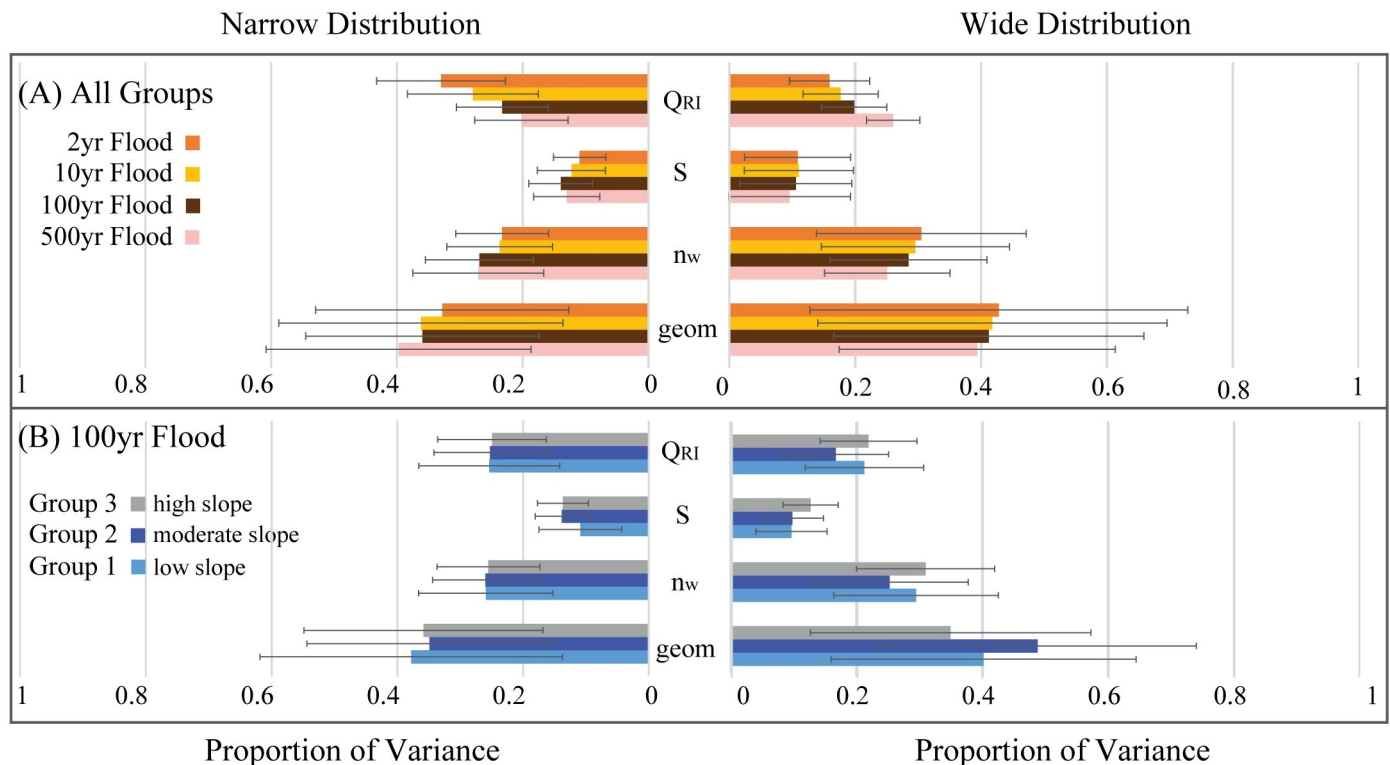 Narrow Distribution Wide Distribution
(A) All Groups
2yr Flood
10yr Flood
100yr Flood
500yr Flood
QRI
S
nw
geom
1 0.8 0.6 0.4 0.2 0 0 0.2 0.4 0.6 0.8 1
(B) 100yr Flood
Group 3 high slope
Group 2 moderate slope
Group 1 low slope
QRI
S
nw
geom
1 0.8 0.6 0.4 0.2 0 0 0.2 0.4 0.6 0.8 1
Proportion of Variance Proportion of Variance